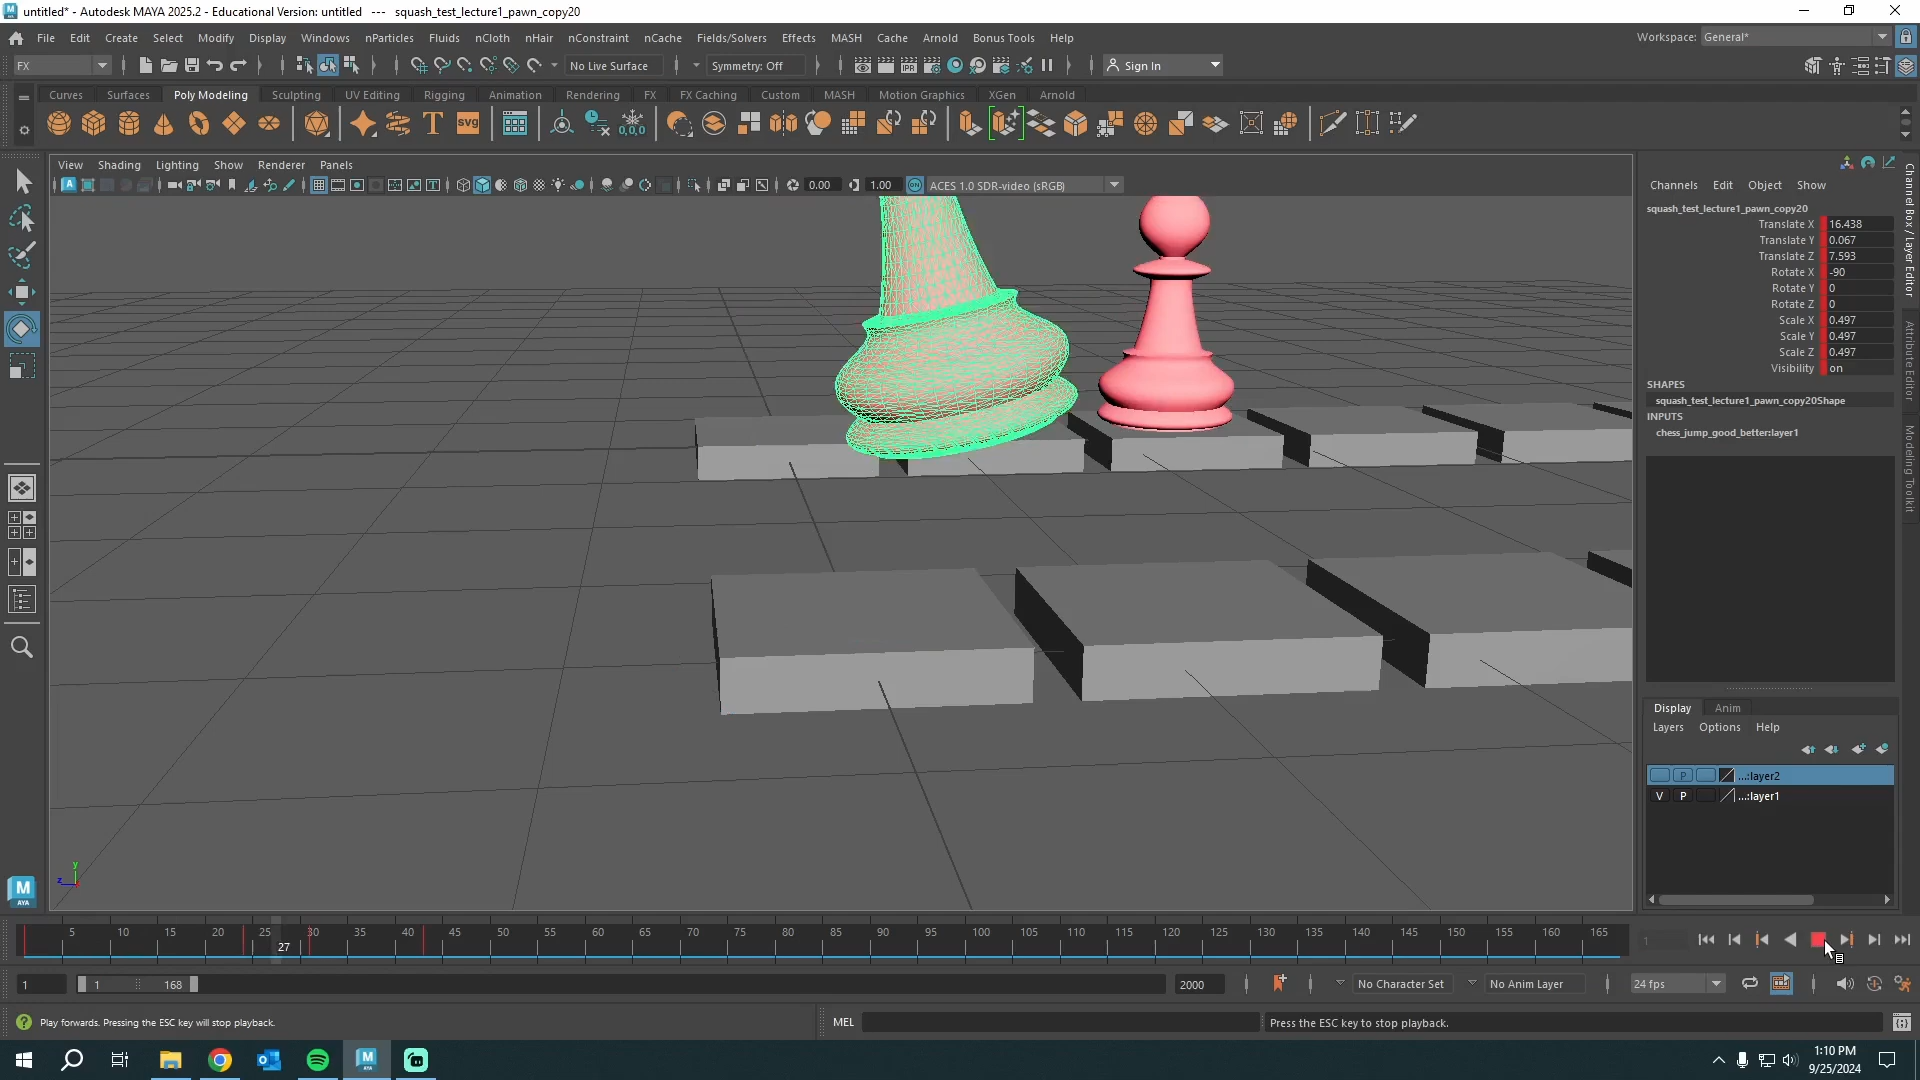 untitled* - Autodesk MAYA 2025.2 - Educational Version: untitled --- squash_test_lecture1_pawn_copy20
File Edit Create Select Modify Display Windows nParticles Fluids nCloth nHair nConstraint nCache Fields/Solvers Effects MASH Cache Arnold Bonus Tools Help
Workspace: General*
FX No Live Surface Symmetry: Off IPR Sign In
Curves Surfaces Poly Modeling Sculpting UV Editing Rigging Animation Rendering FX FX Caching Custom MASH Motion Graphics XGen Arnold
T SVG 0,0,0
View Shading Lighting Show Renderer Panels
0.00 1.00 ON ACES 1.0 SDR-video (sRGB)
Channels Edit Object Show
squash_test_lecture1_pawn_copy20
Translate X 16.438
Translate Y 0.067
Translate Z 7.593
Rotate X -90
Rotate Y 0
Rotate Z 0
Scale X 0.497
Scale Y 0.497
Scale Z 0.497
Visibility on
SHAPES
squash_test_lecture1_pawn_copy20Shape
INPUTS
chess_jump_good_better:layer1
Channel Box / Layer Editor
Attribute Editor
Modeling Toolkit
Display Anim
Layers Options Help
P ...:layer2
V P ...:layer1
y
z
M
AYA
5 10 15 20 25 30 35 40 45 50 55 60 65 70 75 80 85 90 95 100 105 110 115 120 125 130 135 140 145 150 155 160 165
27
1
1 1 168 2000 No Character Set No Anim Layer 24 fps
Play forwards. Pressing the ESC key will stop playback. MEL Press the ESC key to stop playback.
1:10 PM
9/25/2024